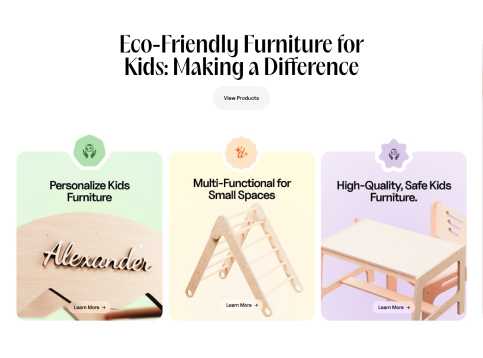 Eco-Friendly Furniture for
Kids: Making a Difference
View Products
Personalize Kids
Furniture
Alexander
Learn More →
Multi-Functional for
Small Spaces
Learn More →
High-Quality, Safe Kids
Furniture.
Learn More →